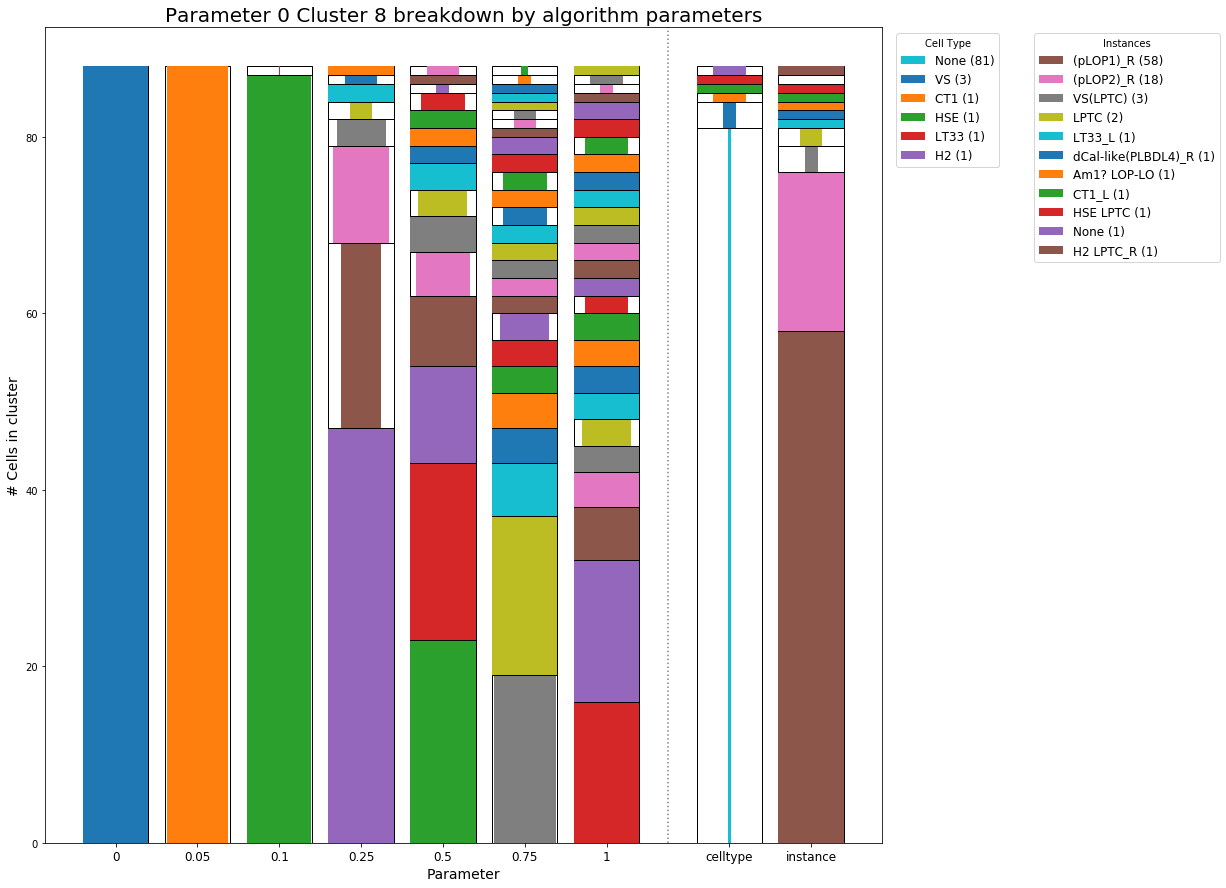 Parameter 0 Cluster 8 breakdown by algorithm parameters
# Cells in cluster
80
60
40
20
0
0 0.05 0.1 0.25 0.5 0.75 1 celltype instance
Parameter
Cell Type
None (81)
VS (3)
CT1 (1)
HSE (1)
LT33 (1)
H2 (1)
Instances
(pLOP1)_R (58)
(pLOP2)_R (18)
VS(LPTC) (3)
LPTC (2)
LT33_L (1)
dCal-like(PLBDL4)_R (1)
Am1? LOP-LO (1)
CT1_L (1)
HSE LPTC (1)
None (1)
H2 LPTC_R (1)